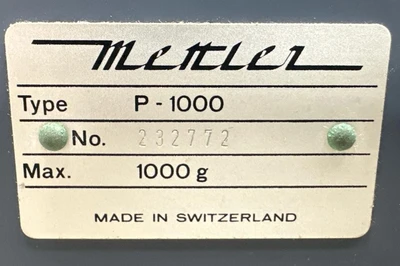 Mettler
Type P-1000
No. 232772
Max. 1000 g
MADE IN SWITZERLAND